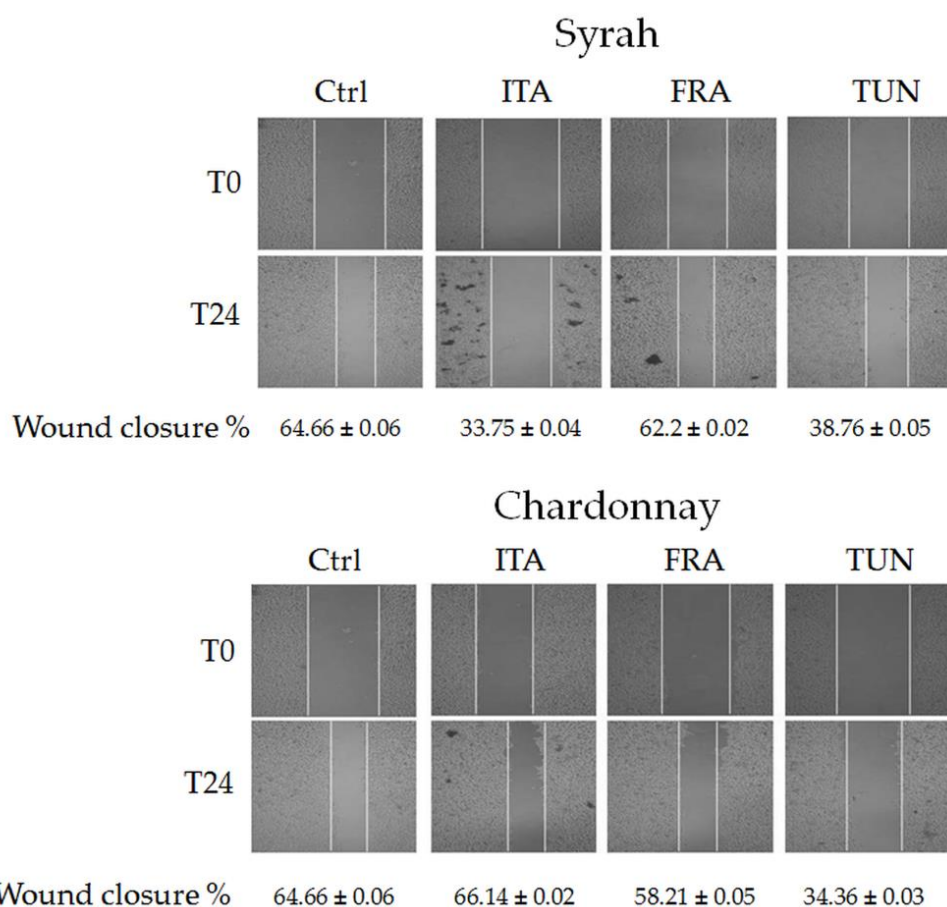 Syrah
Ctrl ITA FRA TUN
T0
T24
Wound closure % 64.66 ± 0.06 33.75 ± 0.04 62.2 ± 0.02 38.76 ± 0.05
Chardonnay
Ctrl ITA FRA TUN
T0
T24
Wound closure % 64.66 ± 0.06 66.14 ± 0.02 58.21 ± 0.05 34.36 ± 0.03